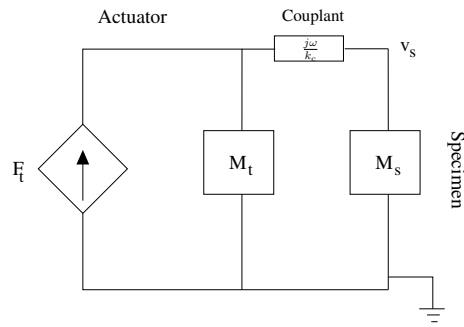 Actuator
Couplant
jω
k_c
v_s
F_t
M_t
M_s
Specimen